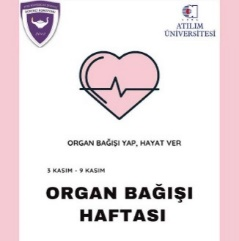 ATILIM
ÜNİVERSİTESİ
ORGAN BAĞIŞI YAP, HAYAT VER
3 KASIM - 9 KASIM
ORGAN BAĞIŞI
HAFTASI